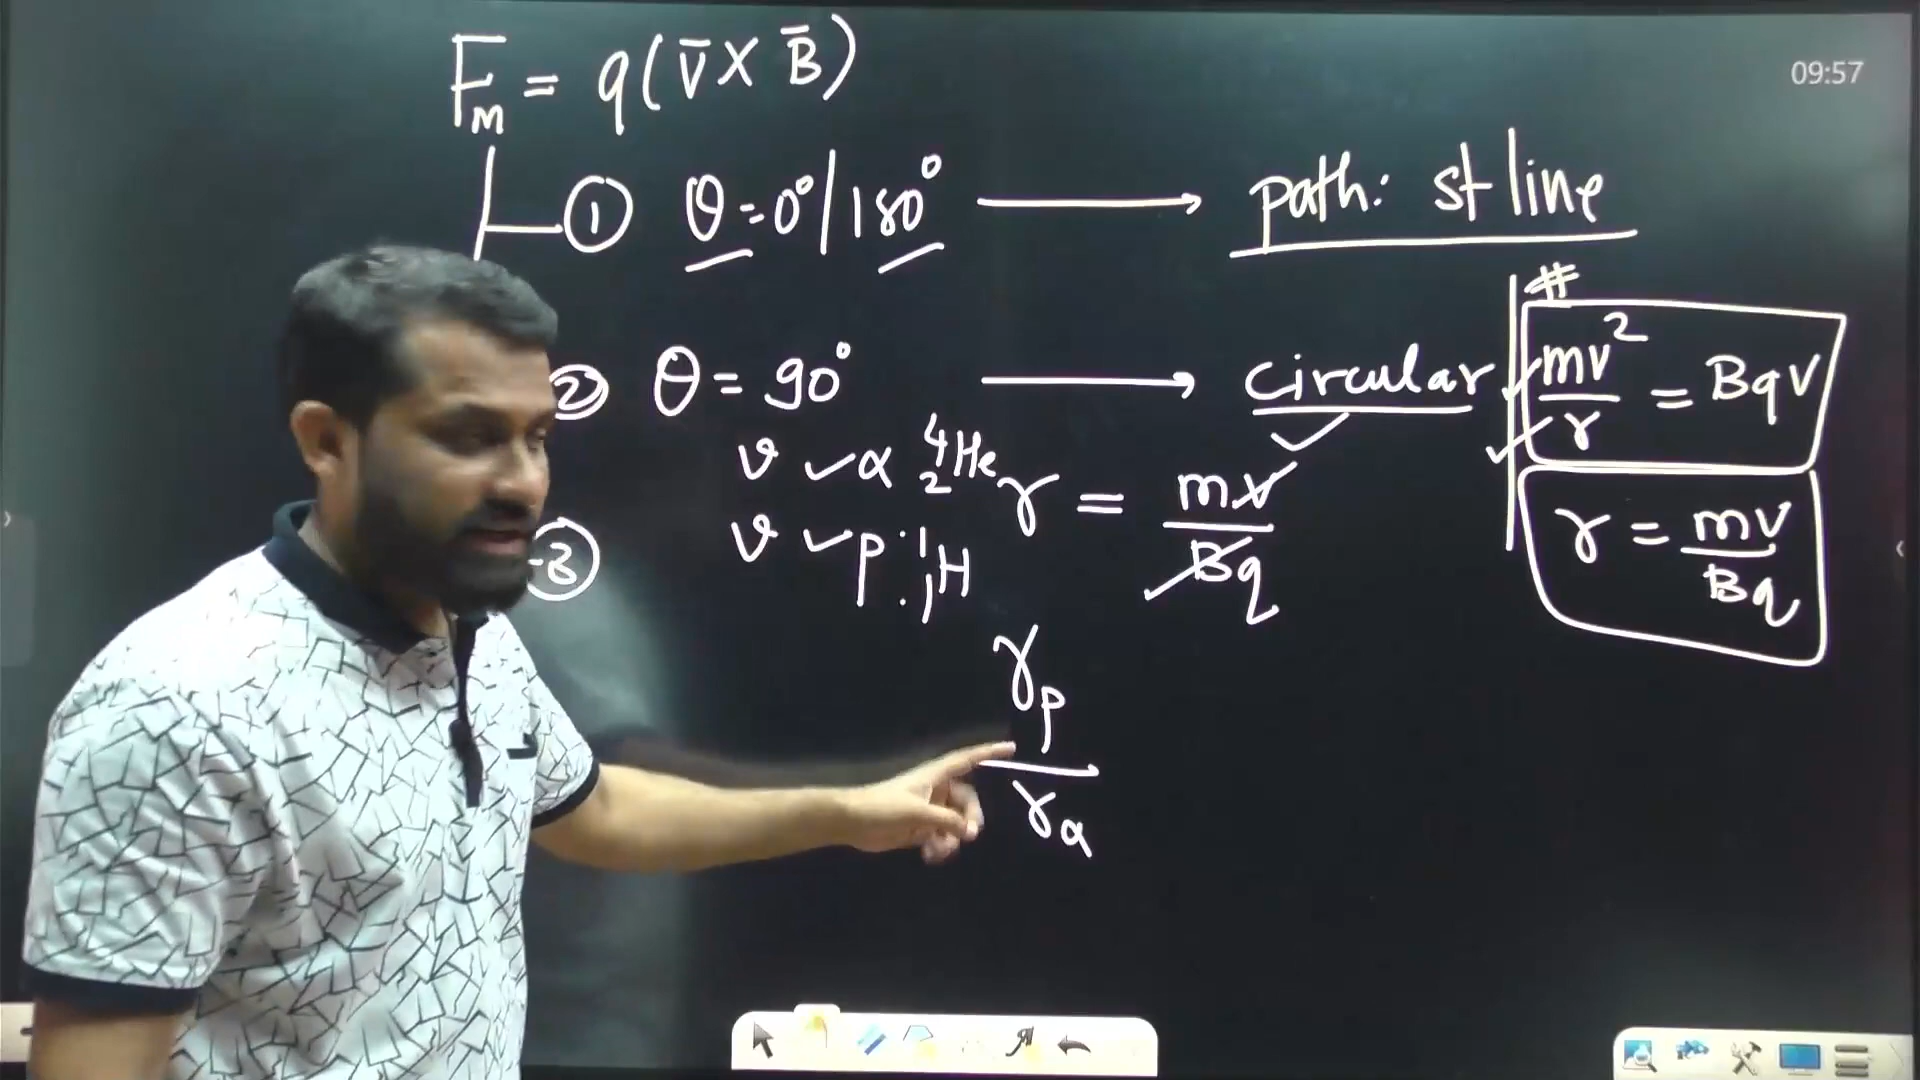 09:57
F_m = q(v̄ × B̄)
① θ = 0° | 180° → path: st line
② θ = 90° → circular
#
mv²/r = Bqv
v ✓ α ⁴₂He
r = mv/Bq
v ✓ p : ¹₁H
r = mv/Bq
3
r_p/r_α